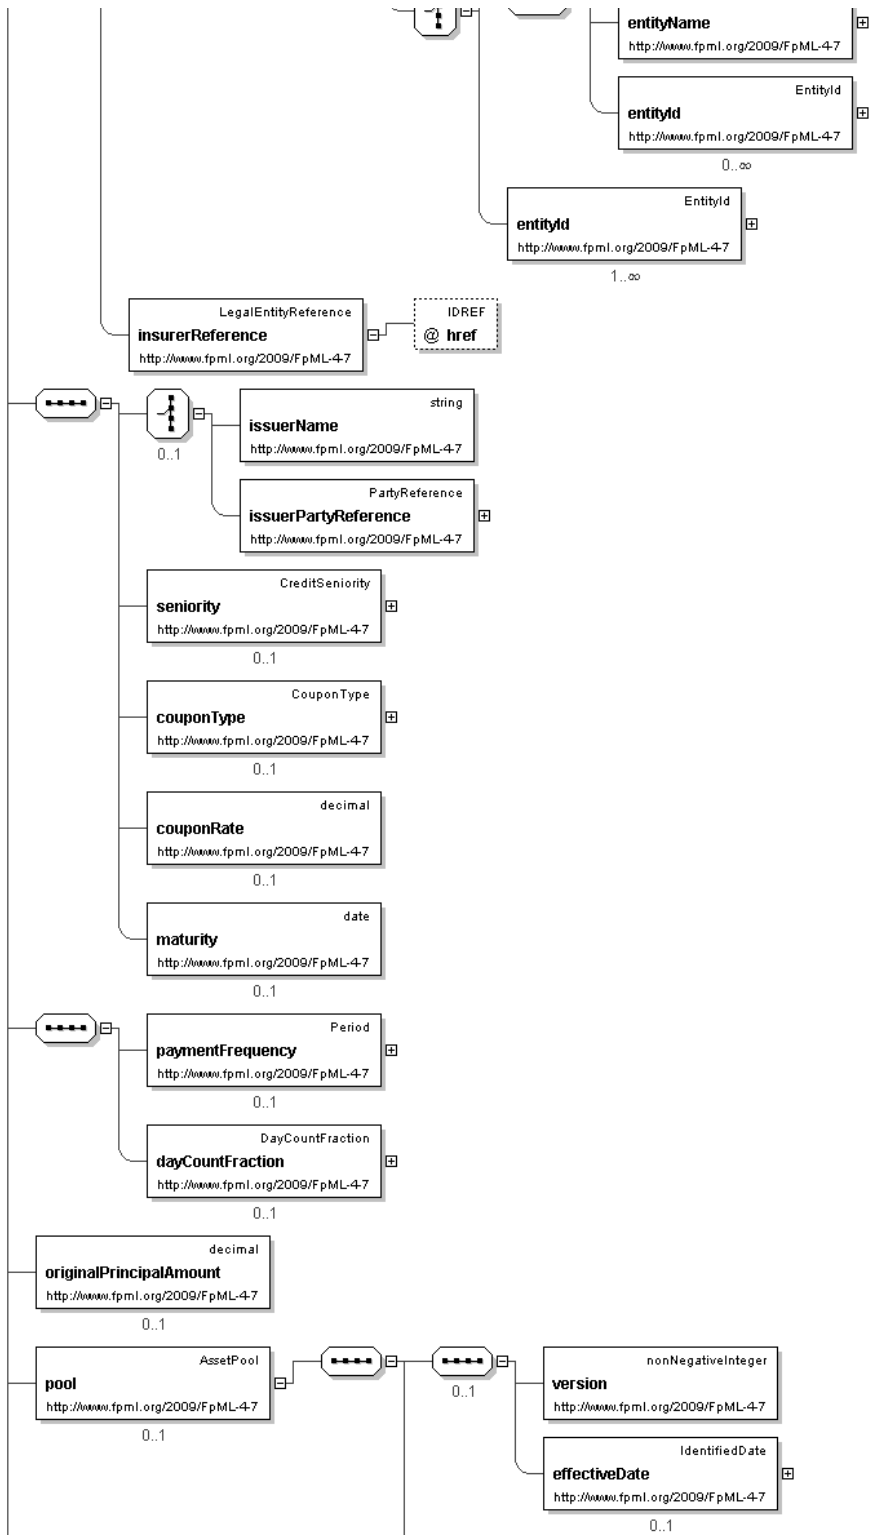 entityName
http://www.fpml.org/2009/FpML-4-7
EntityId
entityId
http://www.fpml.org/2009/FpML-4-7
0..∞
EntityId
entityId
http://www.fpml.org/2009/FpML-4-7
1..∞
LegalEntityReference
insurerReference
http://www.fpml.org/2009/FpML-4-7
IDREF
@ href
string
issuerName
http://www.fpml.org/2009/FpML-4-7
0..1
PartyReference
issuerPartyReference
http://www.fpml.org/2009/FpML-4-7
CreditSeniority
seniority
http://www.fpml.org/2009/FpML-4-7
0..1
CouponType
couponType
http://www.fpml.org/2009/FpML-4-7
0..1
decimal
couponRate
http://www.fpml.org/2009/FpML-4-7
0..1
date
maturity
http://www.fpml.org/2009/FpML-4-7
0..1
Period
paymentFrequency
http://www.fpml.org/2009/FpML-4-7
0..1
DayCountFraction
dayCountFraction
http://www.fpml.org/2009/FpML-4-7
0..1
decimal
originalPrincipalAmount
http://www.fpml.org/2009/FpML-4-7
0..1
AssetPool
pool
http://www.fpml.org/2009/FpML-4-7
0..1
0..1
nonNegativeInteger
version
http://www.fpml.org/2009/FpML-4-7
IdentifiedDate
effectiveDate
http://www.fpml.org/2009/FpML-4-7
0..1